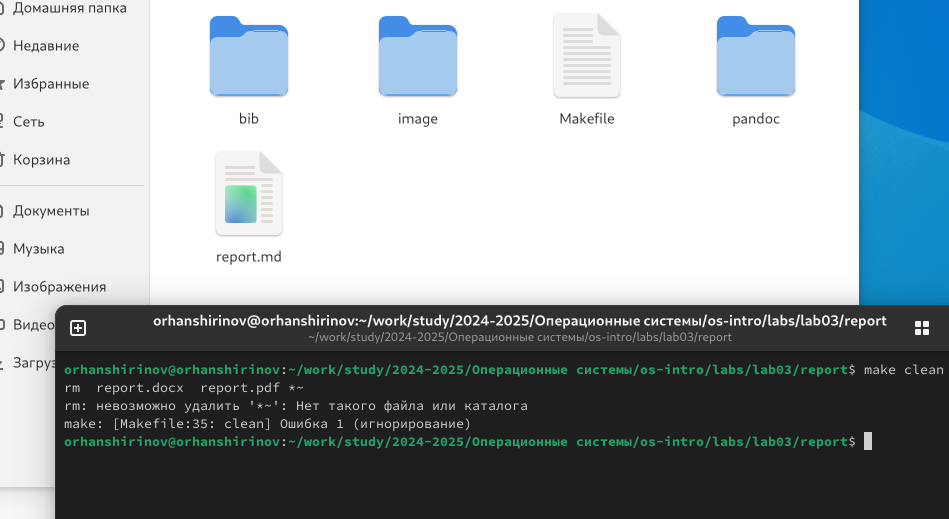 Домашняя папка
Недавние
Избранные
Сеть
Корзина
Документы
Музыка
Изображения
Видео
Загруз
bib
image
Makefile
pandoc
report.md
orhanshirinov@orhanshirinov:~/work/study/2024-2025/Операционные системы/os-intro/labs/lab03/report
~/work/study/2024-2025/Операционные системы/os-intro/labs/lab03/report
orhanshirinov@orhanshirinov:~/work/study/2024-2025/Операционные системы/os-intro/labs/lab03/report$ make clean
rm  report.docx  report.pdf *~
rm: невозможно удалить '*~': Нет такого файла или каталога
make: [Makefile:35: clean] Ошибка 1 (игнорирование)
orhanshirinov@orhanshirinov:~/work/study/2024-2025/Операционные системы/os-intro/labs/lab03/report$